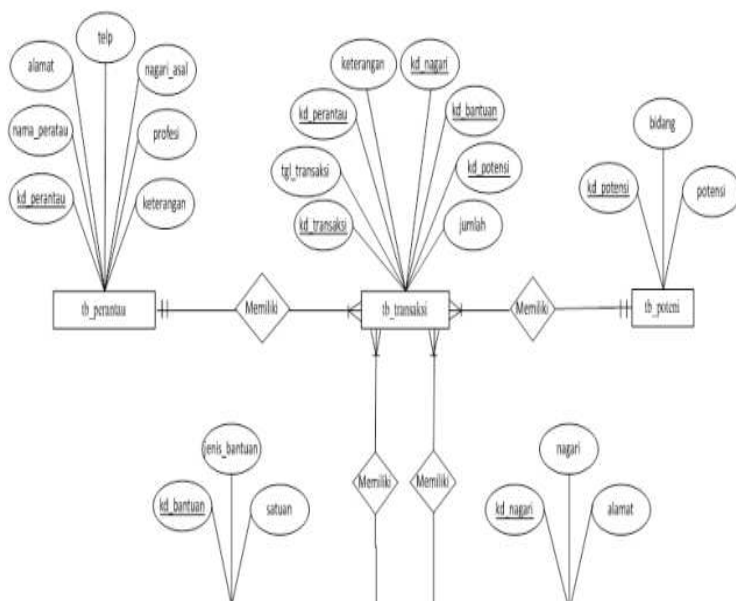 telp
alamat
nagari_asal
nama_peratau
profesi
kd_perantau
keterangan
tb_perantau
keterangan
kd_nagari
kd_perantau
kd_bantuan
tgl_transaksi
kd_potensi
kd_transaksi
jumlah
Memiliki
tb_transaksi
Memiliki
bidang
kd_potensi
potensi
tb_poteni
jenis_bantuan
kd_bantuan
satuan
Memiliki
Memiliki
nagari
kd_nagari
alamat